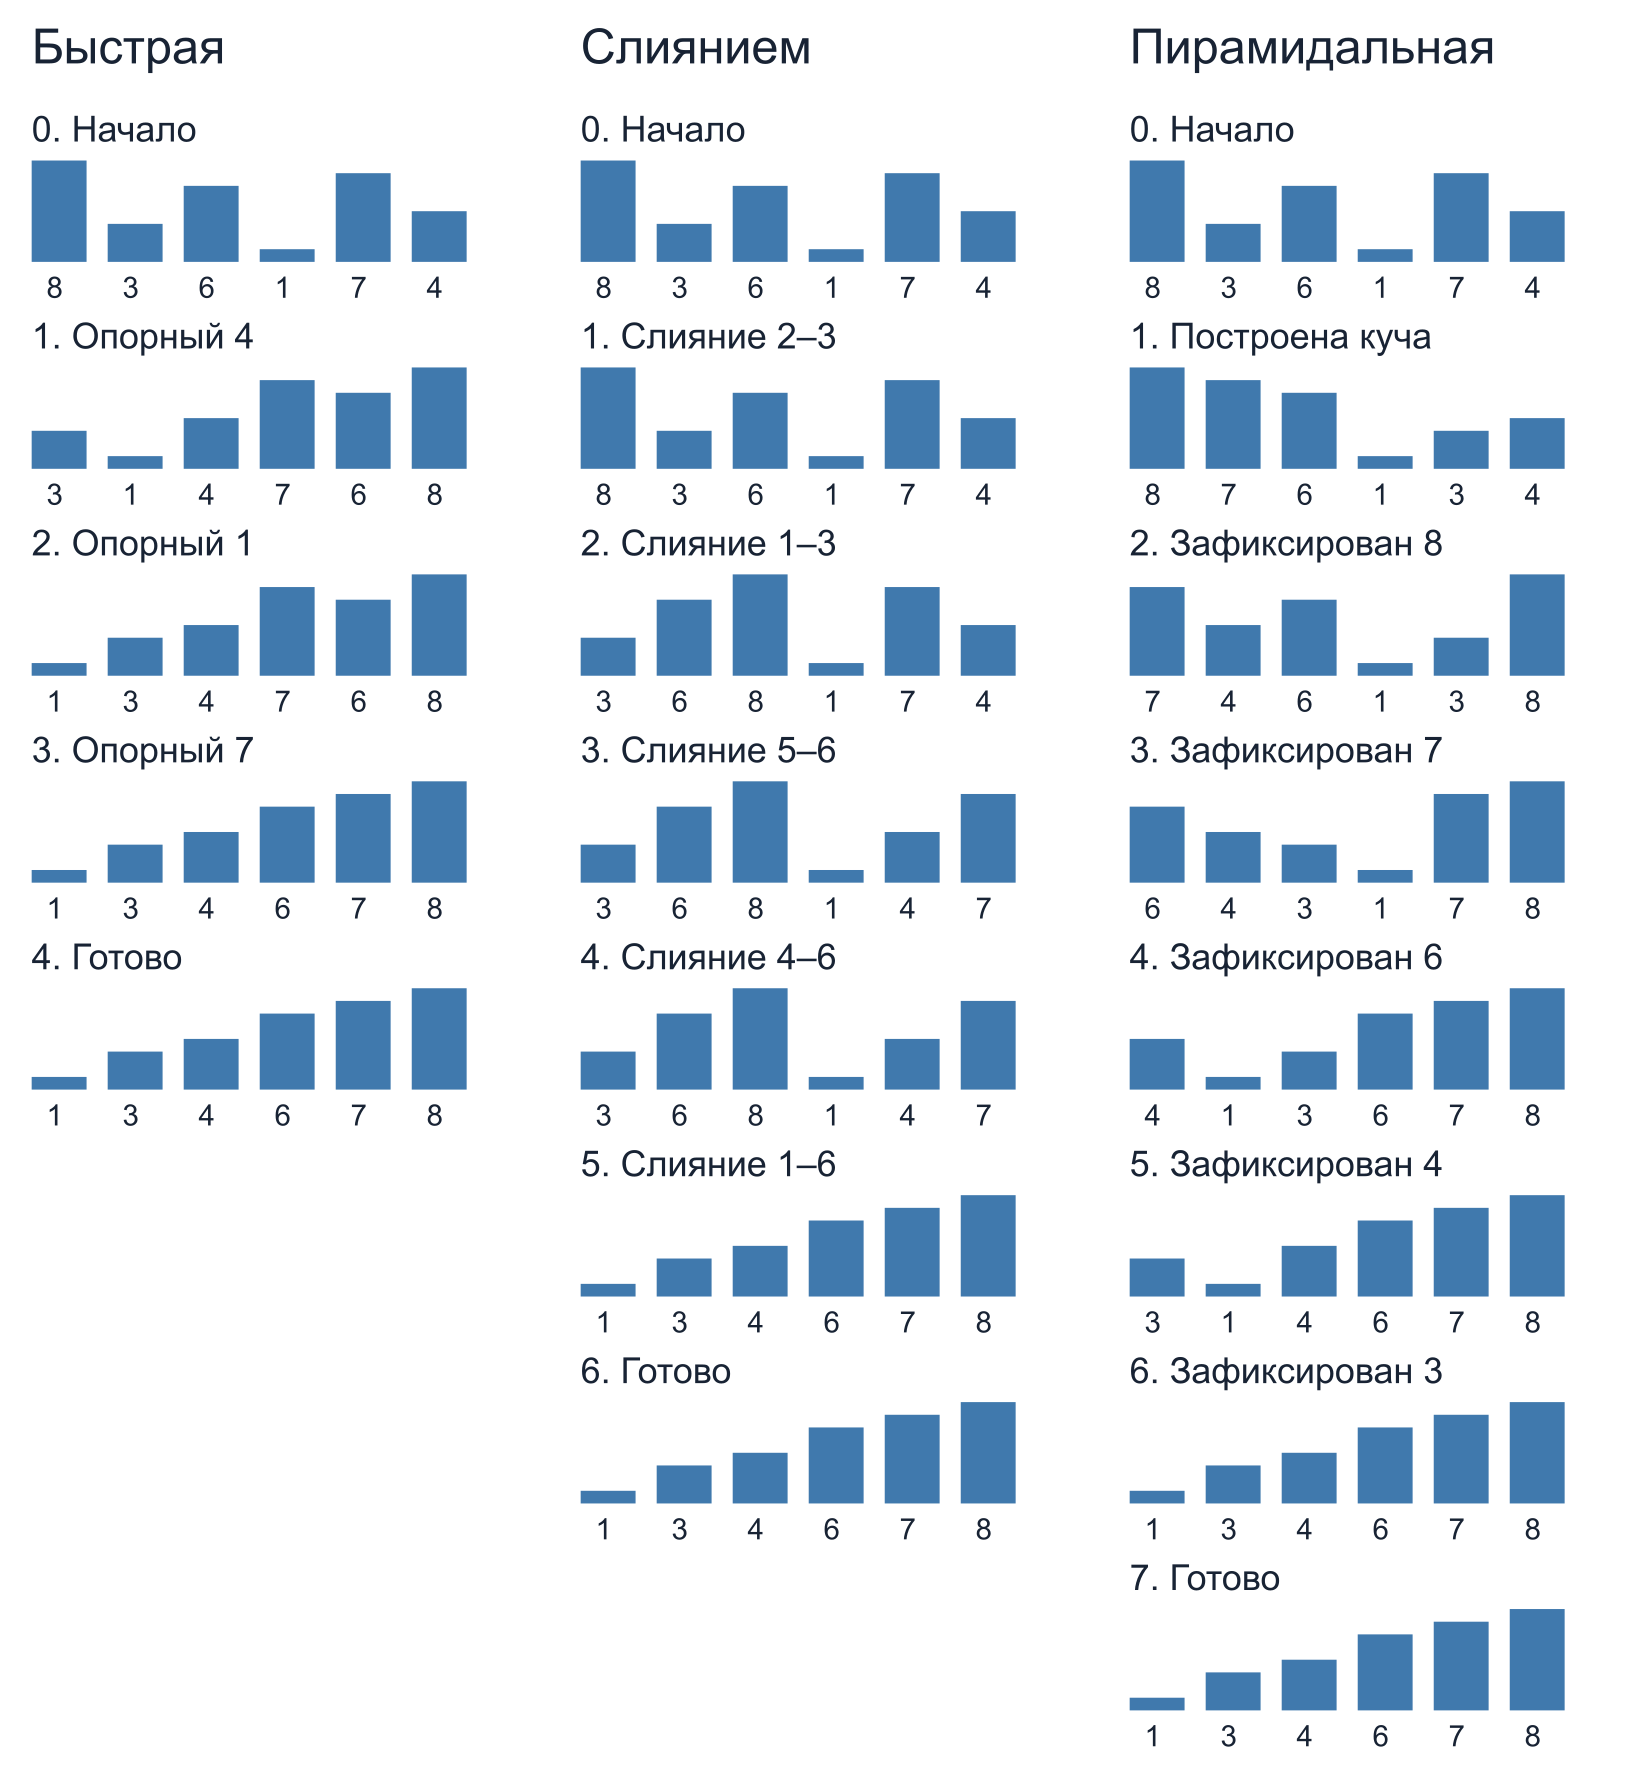 Быстрая
0. Начало
8 3 6 1 7 4
1. Опорный 4
3 1 4 7 6 8
2. Опорный 1
1 3 4 7 6 8
3. Опорный 7
1 3 4 6 7 8
4. Готово
1 3 4 6 7 8
Слиянием
0. Начало
8 3 6 1 7 4
1. Слияние 2–3
8 3 6 1 7 4
2. Слияние 1–3
3 6 8 1 7 4
3. Слияние 5–6
3 6 8 1 4 7
4. Слияние 4–6
3 6 8 1 4 7
5. Слияние 1–6
1 3 4 6 7 8
6. Готово
1 3 4 6 7 8
Пирамидальная
0. Начало
8 3 6 1 7 4
1. Построена куча
8 7 6 1 3 4
2. Зафиксирован 8
7 4 6 1 3 8
3. Зафиксирован 7
6 4 3 1 7 8
4. Зафиксирован 6
4 1 3 6 7 8
5. Зафиксирован 4
3 1 4 6 7 8
6. Зафиксирован 3
1 3 4 6 7 8
7. Готово
1 3 4 6 7 8